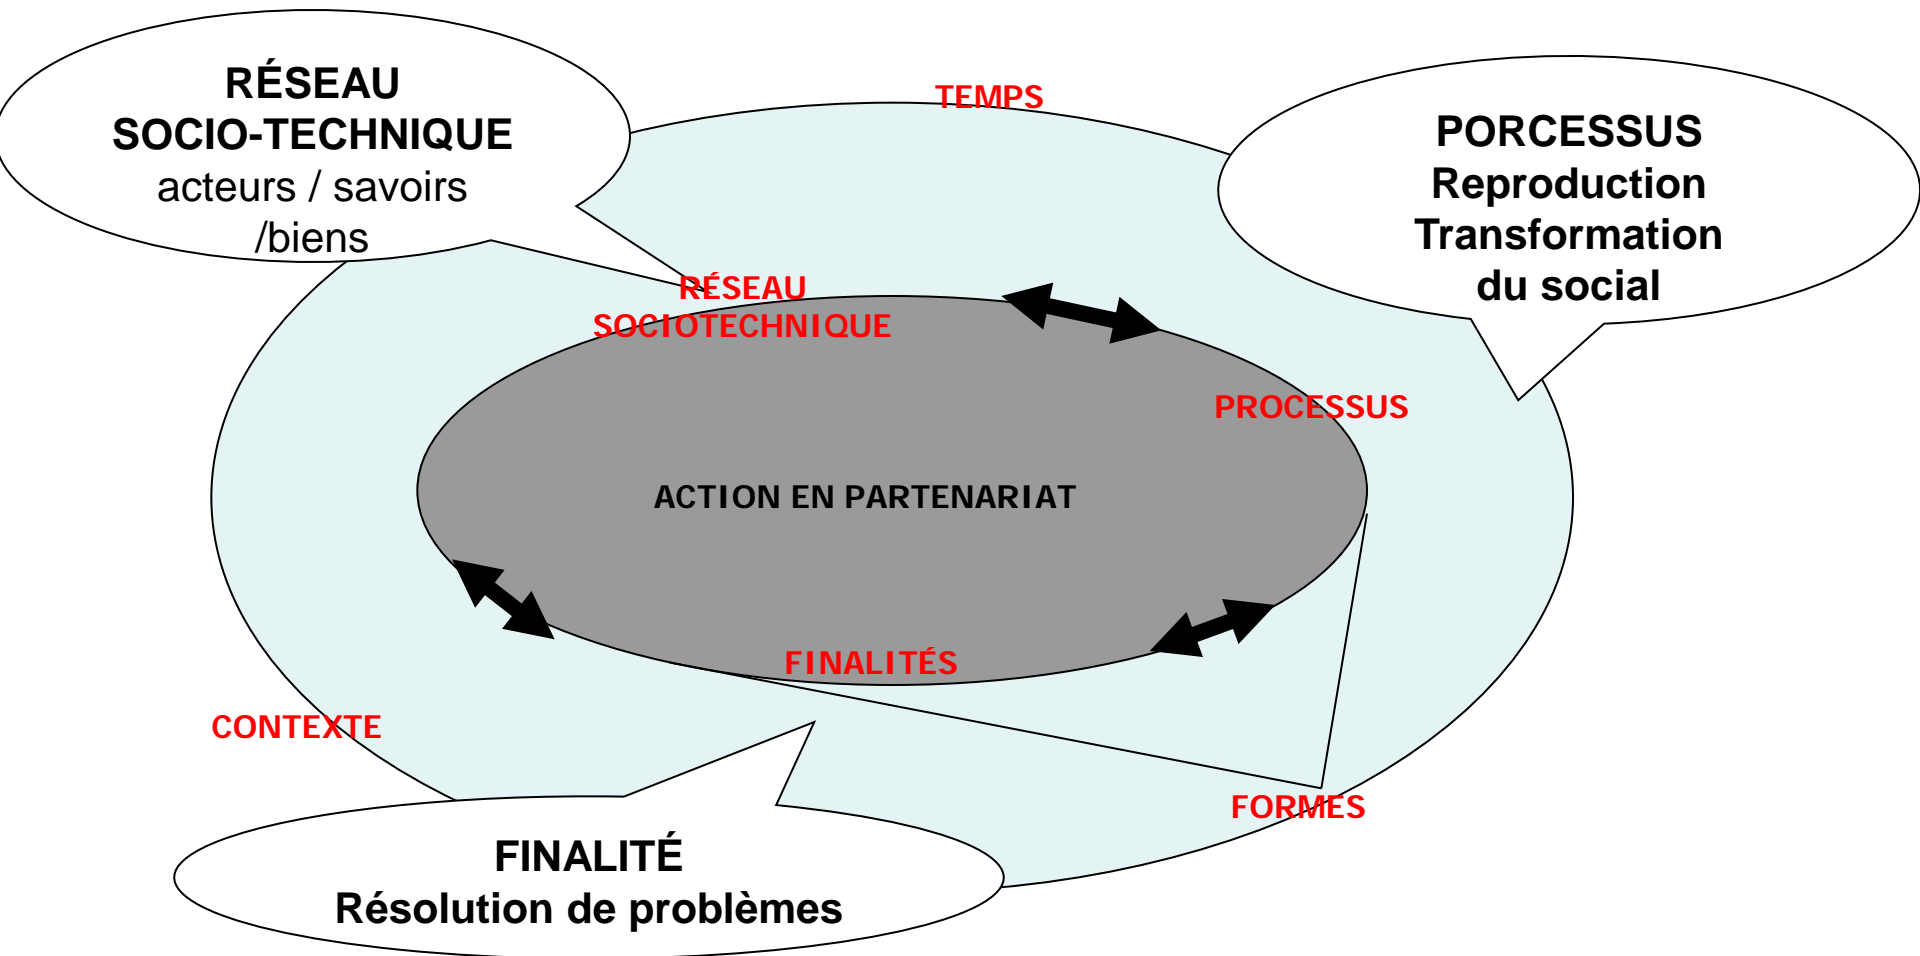 RÉSEAU
SOCIO-TECHNIQUE
acteurs / savoirs
/biens
TEMPS
PORCESSUS
Reproduction
Transformation
du social
RÉSEAU
SOCIOTECHNIQUE
PROCESSUS
ACTION EN PARTENARIAT
FINALITÉS
CONTEXTE
FORMES
FINALITÉ
Résolution de problèmes